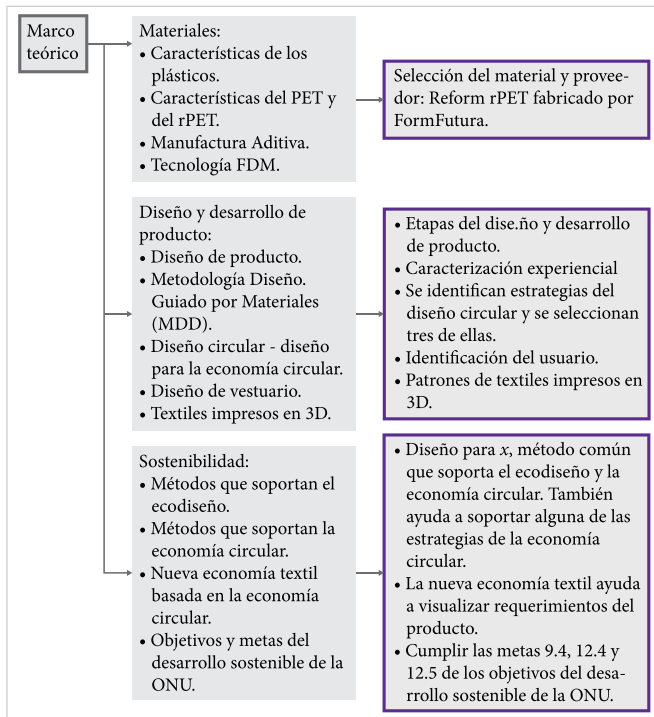 Marco
teórico
Materiales:
• Características de los
plásticos.
• Características del PET y
del rPET.
• Manufactura Aditiva.
• Tecnología FDM.
Selección del material y provee-
dor: Reform rPET fabricado por
FormFutura.
Diseño y desarrollo de
producto:
• Diseño de producto.
• Metodología Diseño.
Guiado por Materiales
(MDD).
• Diseño circular - diseño
para la economía circular.
• Diseño de vestuario.
• Textiles impresos en 3D.
• Etapas del dise.ño y desarrollo
de producto.
• Caracterización experiencial
• Se identifican estrategias del
diseño circular y se seleccionan
tres de ellas.
• Identificación del usuario.
• Patrones de textiles impresos en
3D.
Sostenibilidad:
• Métodos que soportan el
ecodiseño.
• Métodos que soportan la
economía circular.
• Nueva economía textil
basada en la economía
circular.
• Objetivos y metas del
desarrollo sostenible de la
ONU.
• Diseño para x, método común
que soporta el ecodiseño y la
economía circular. También
ayuda a soportar alguna de las
estrategias de la economía
circular.
• La nueva economía textil ayuda
a visualizar requerimientos del
producto.
• Cumplir las metas 9.4, 12.4 y
12.5 de los objetivos del desa-
rrollo sostenible de la ONU.